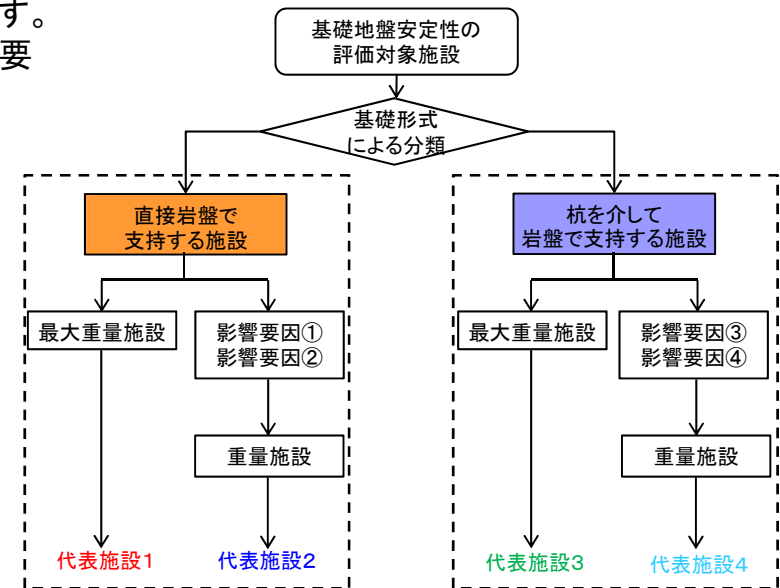 す。
要
基礎地盤安定性の
評価対象施設
基礎形式
による分類
直接岩盤で
支持する施設
杭を介して
岩盤で支持する施設
最大重量施設
影響要因①
影響要因②
最大重量施設
影響要因③
影響要因④
重量施設
重量施設
代表施設1
代表施設2
代表施設3
代表施設4